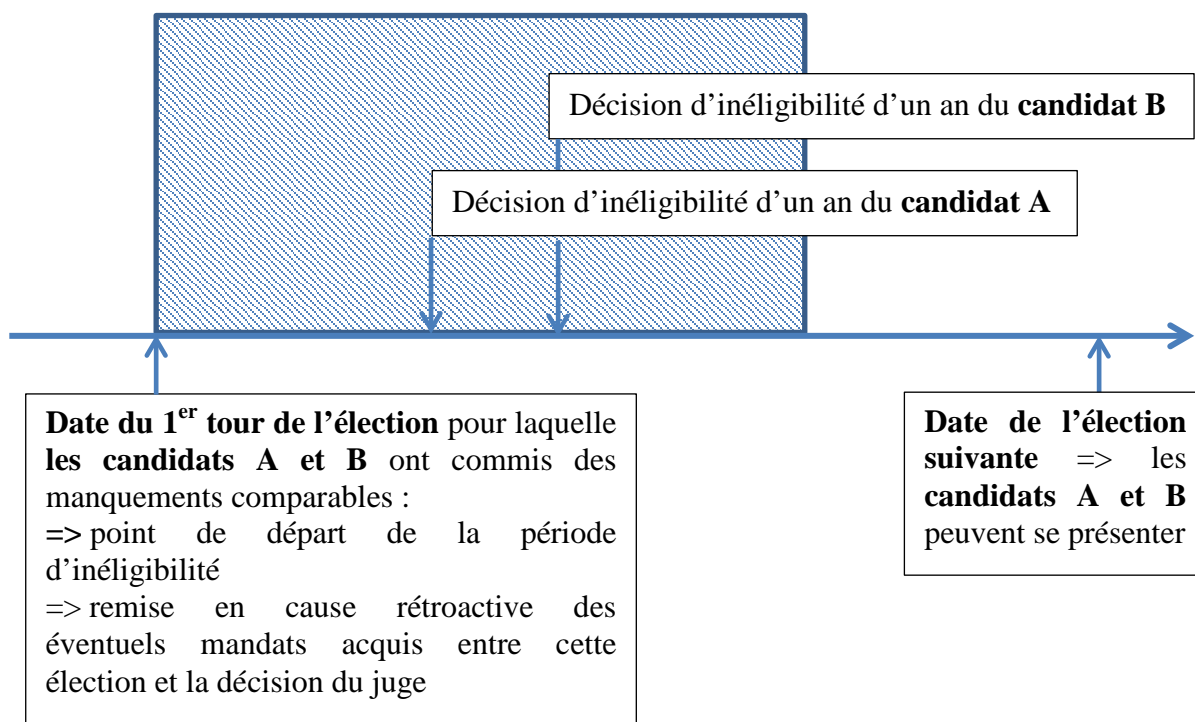 Décision d’inéligibilité d’un an du candidat B
Décision d’inéligibilité d’un an du candidat A
Date du 1er tour de l’élection pour laquelle
les candidats A et B ont commis des
manquements comparables :
=> point de départ de la période
d’inéligibilité
=> remise en cause rétroactive des
éventuels mandats acquis entre cette
élection et la décision du juge
Date de l’élection
suivante => les
candidats A et B
peuvent se présenter